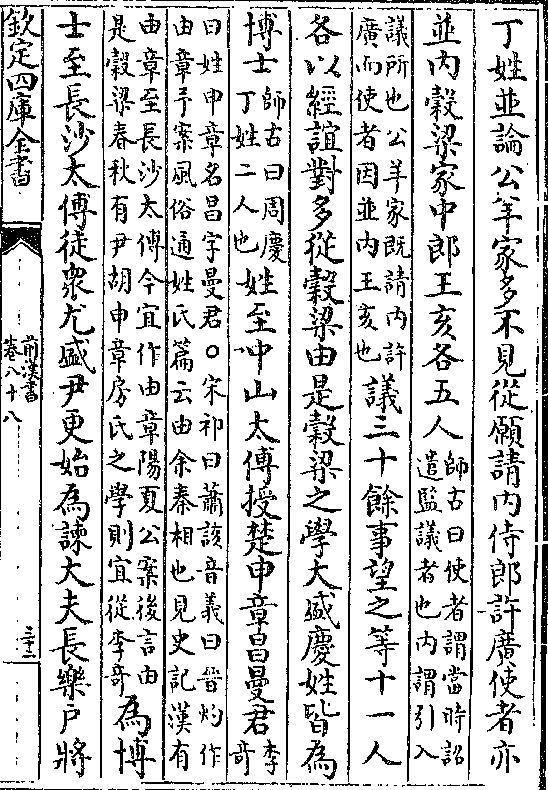 丁姓並論公羊家多不見從願請内侍郎許廣使者亦
並内穀梁家中郎王亥各五人師古曰使者謂當時詔
遣監議者也内謂引入
議所也公羊家既請内許
廣而使者因並内王亥也議三十餘事望之等十一人
各以經誼對多從穀梁由是穀梁之學大盛慶姓皆為
博士師古曰周慶
丁姓二人也姓至中山太傅授楚申章昌曼君李奇
曰姓申章名昌字曼君○宋祁曰蕭該音義曰晉灼作
由章予案風俗通姓氏篇云由余秦相也見史記漢有
由章至長沙太傅今宜作由章陽夏公案後言由
是穀梁春秋有尹胡申章房氏之學則宜從李奇為博
士至長沙太傅徒衆尤盛尹更始為諫大夫長樂户將
欽定四庫全書
前漢書
卷八十八
三十三